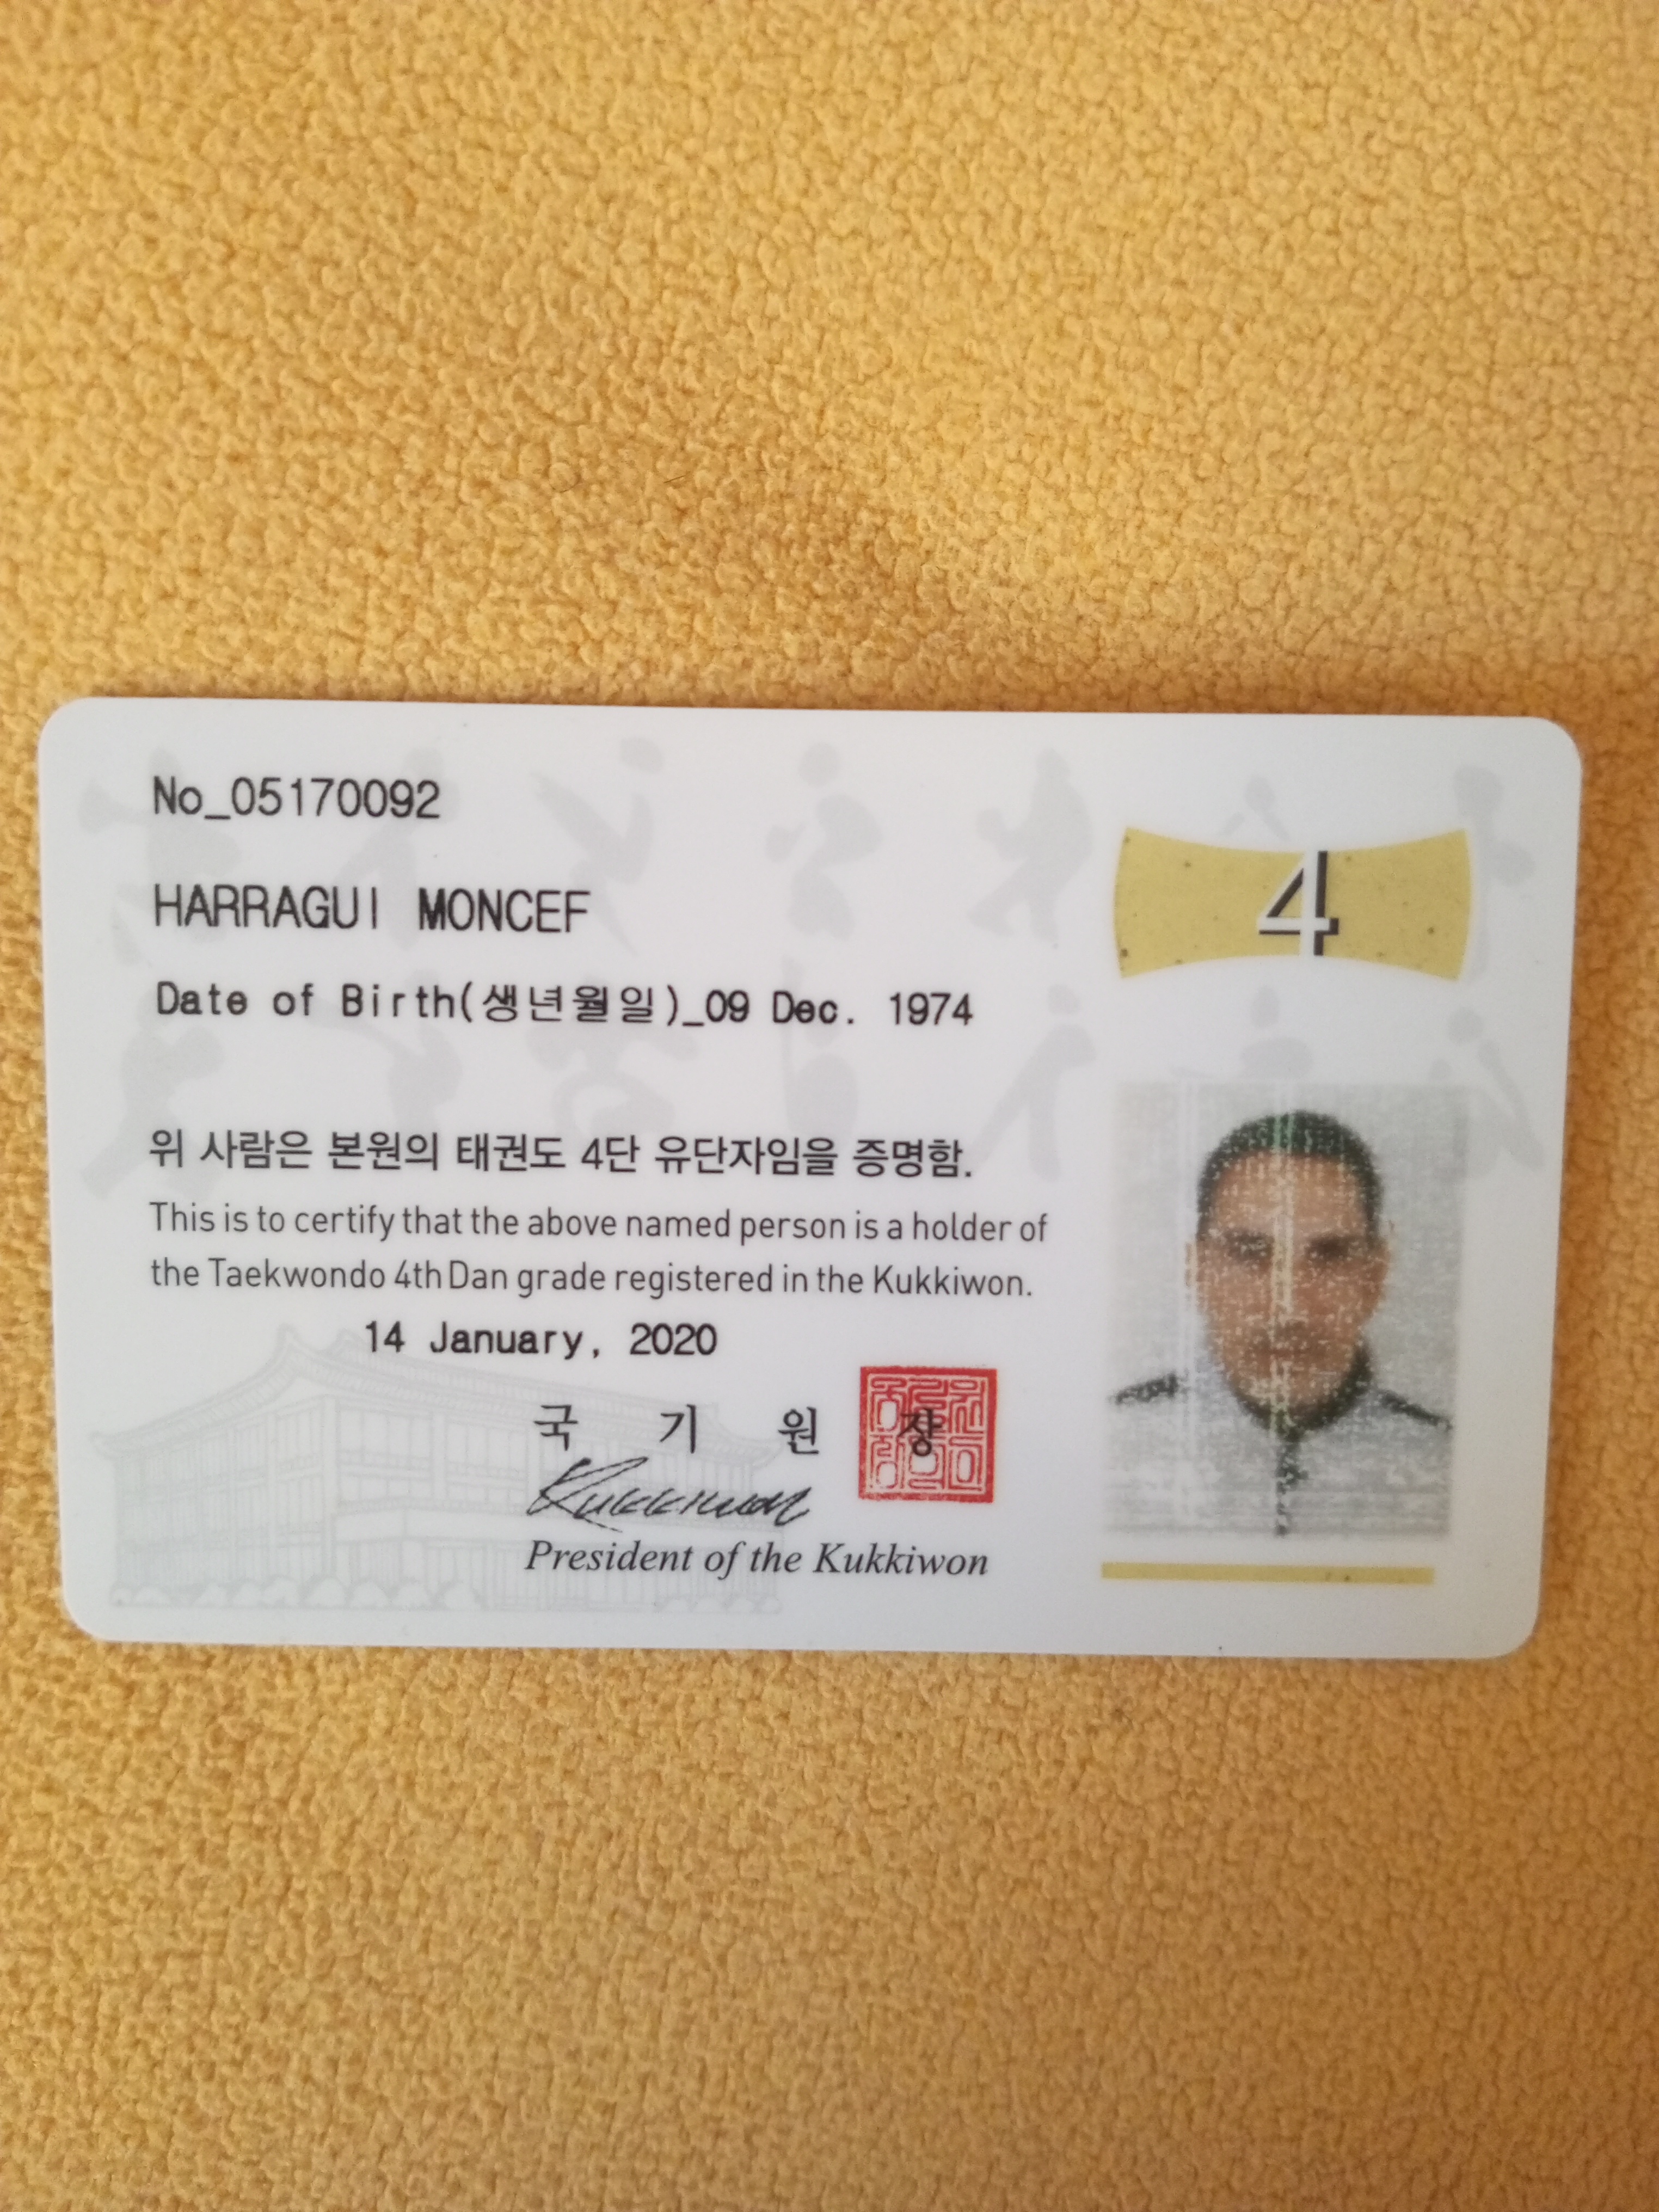 No_05170092
4
HARRAGUI MONCEF
Date of Birth(생년월일)_09 Dec. 1974
위 사람은 본원의 태권도 4단 유단자임을 증명함.
This is to certify that the above named person is a holder of
the Taekwondo 4th Dan grade registered in the Kukkiwon.
14 January, 2020
국 기 원 장
Kukkiwon
President of the Kukkiwon